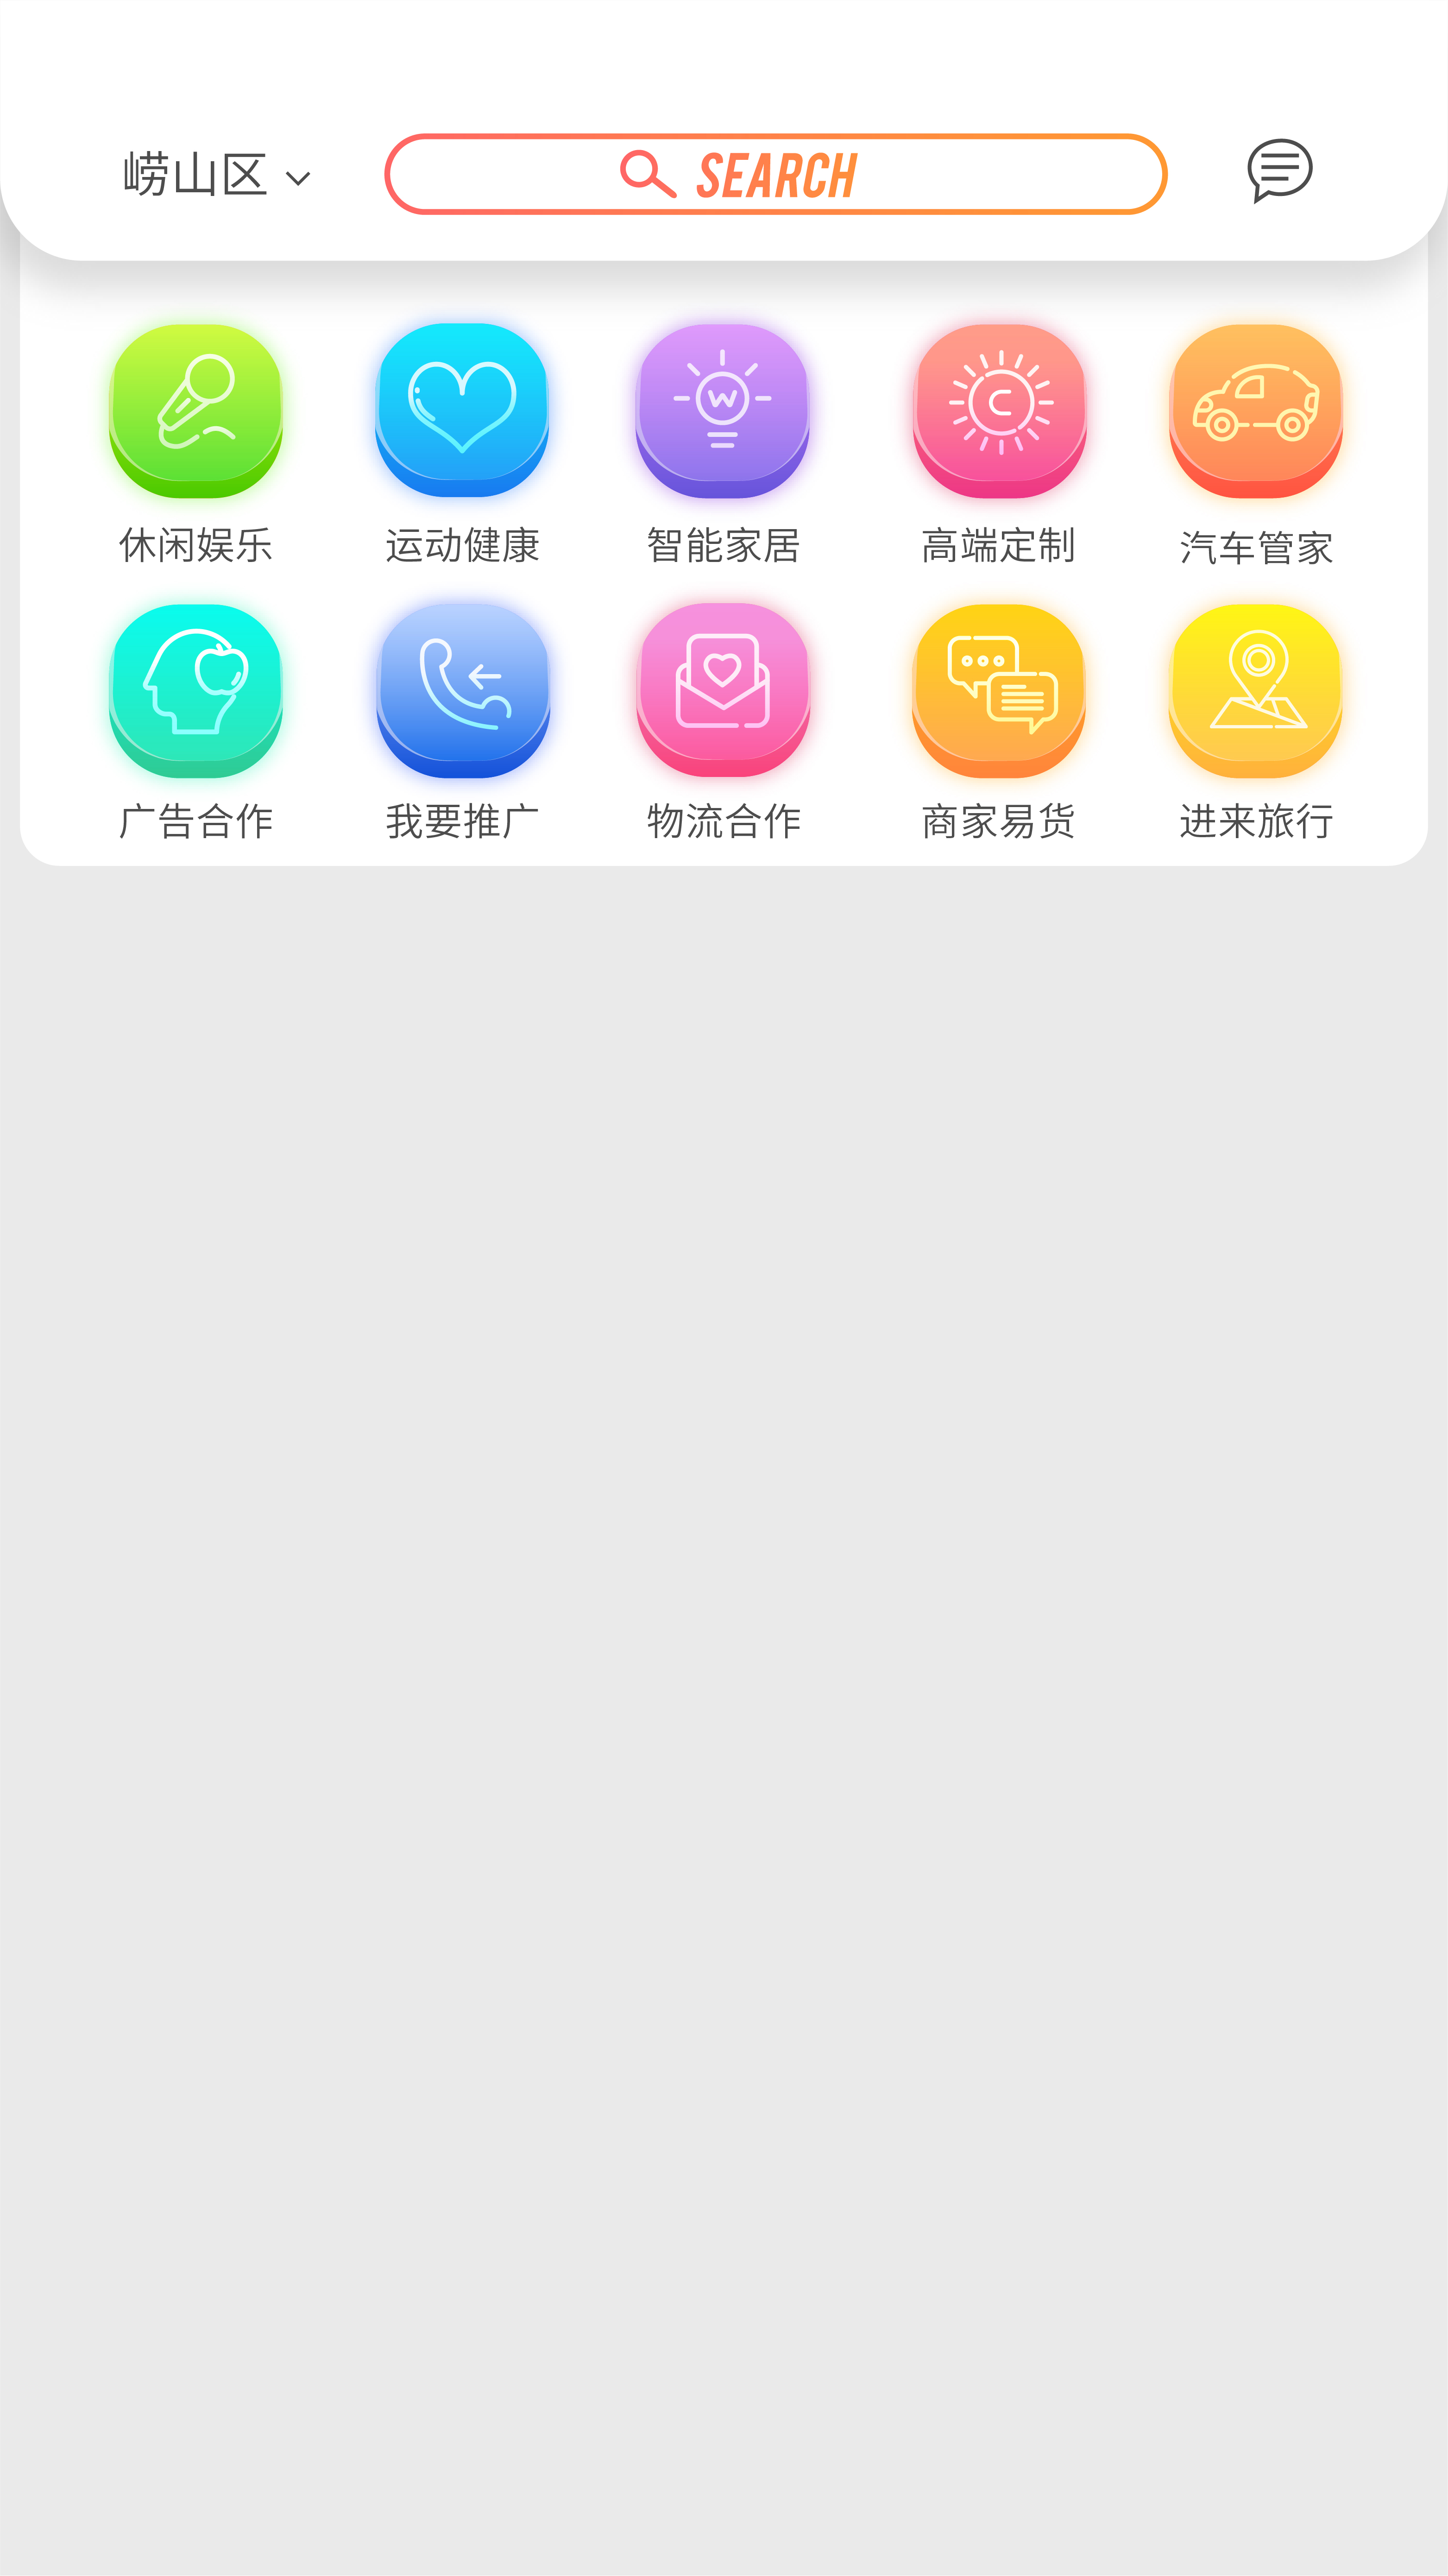 崂山区 SEARCH
休闲娱乐 运动健康 智能家居 高端定制 汽车管家
广告合作 我要推广 物流合作 商家易货 进来旅行